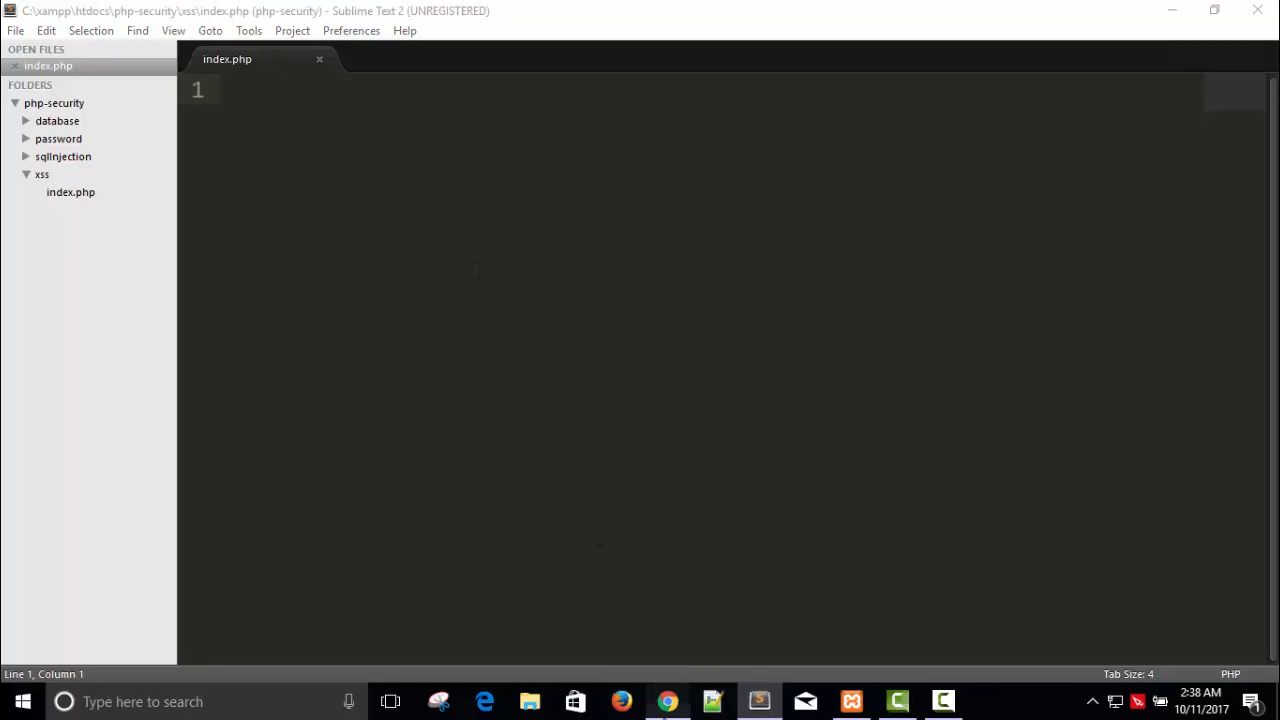 C:\xampp\htdocs\php-security\xss\index.php (php-security) - Sublime Text 2 (UNREGISTERED)
File Edit Selection Find View Goto Tools Project Preferences Help
OPEN FILES
index.php
FOLDERS
php-security
database
password
sqlInjection
xss
index.php
index.php
1
Line 1, Column 1
Tab Size: 4
PHP
Type here to search
2:38 AM
10/11/2017
1